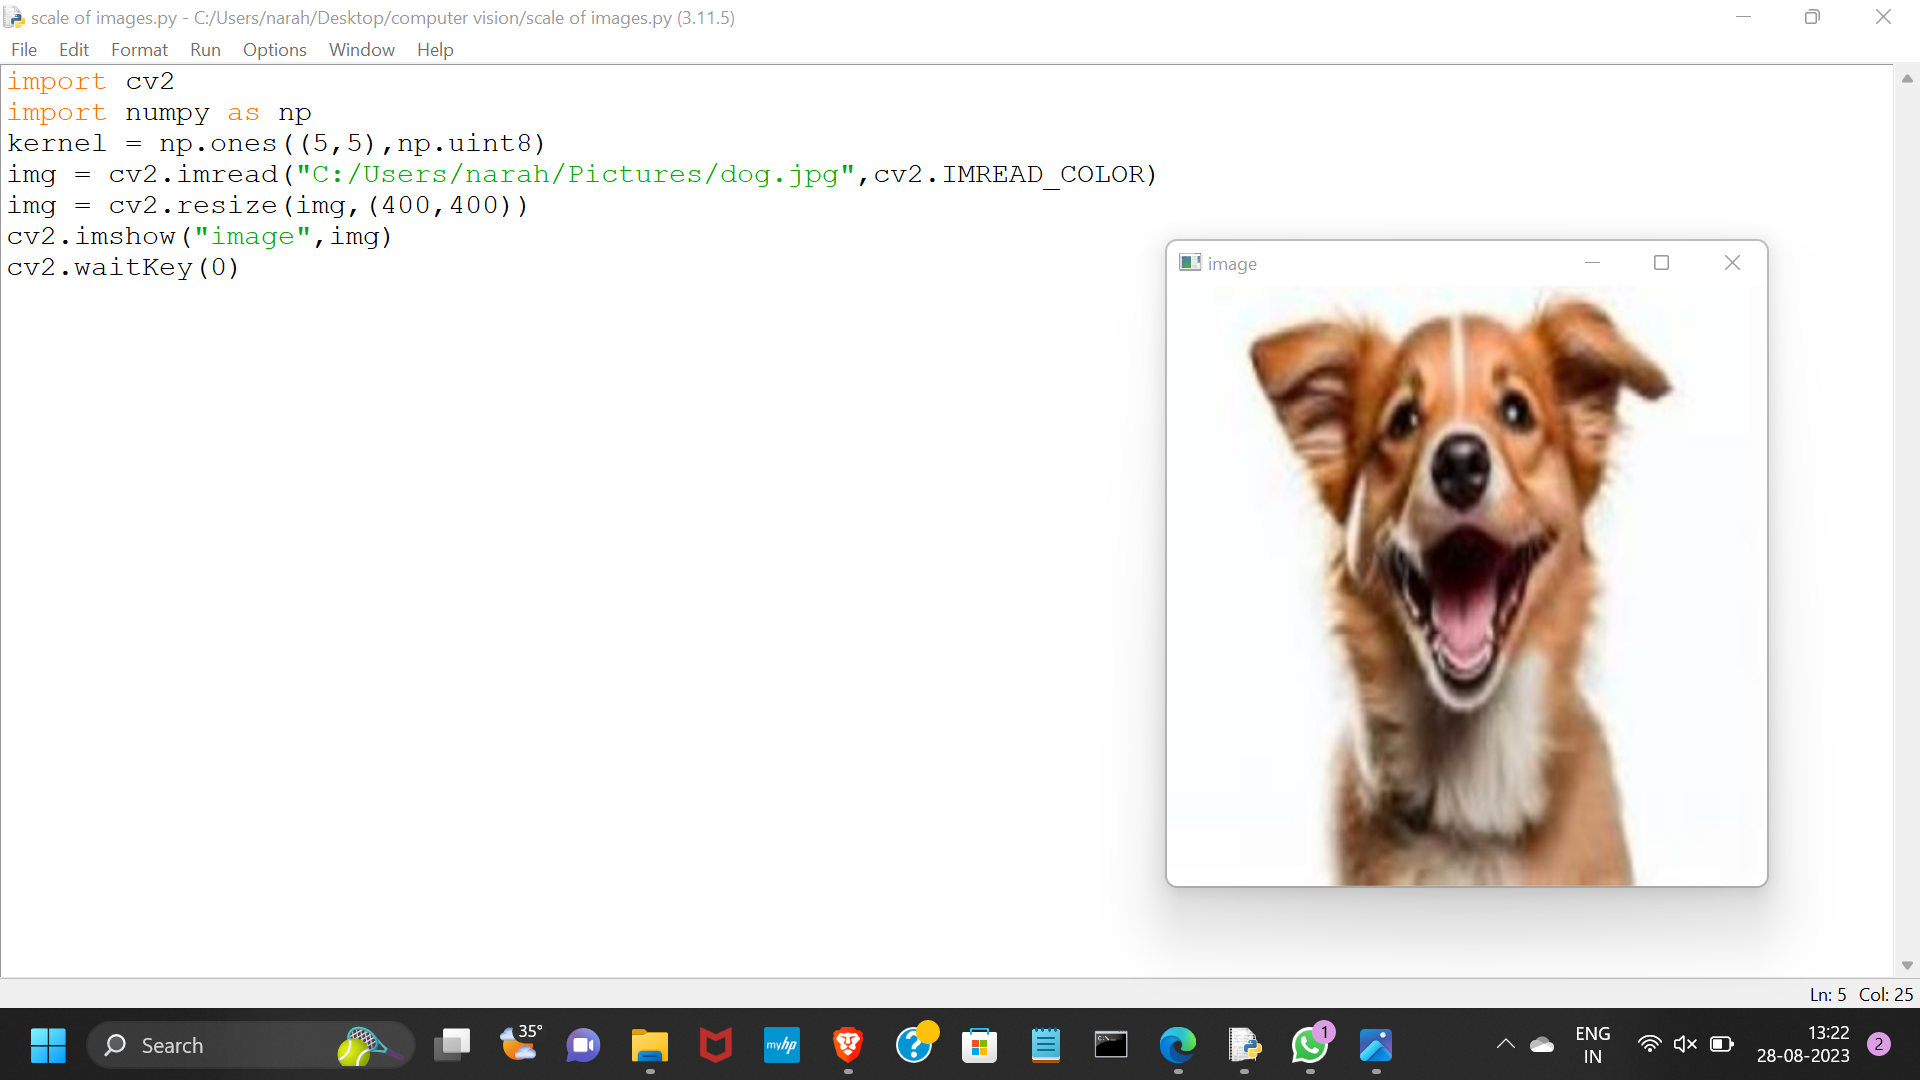 scale of images.py - C:/Users/narah/Desktop/computer vision/scale of images.py (3.11.5)
File Edit Format Run Options Window Help
import cv2
import numpy as np
kernel = np.ones((5,5),np.uint8)
img = cv2.imread("C:/Users/narah/Pictures/dog.jpg",cv2.IMREAD_COLOR)
img = cv2.resize(img,(400,400))
cv2.imshow("image",img)
cv2.waitKey(0)
image
Ln: 5 Col: 25
Search
35°
myhp
C:\
1
ENG
IN
13:22
28-08-2023
2